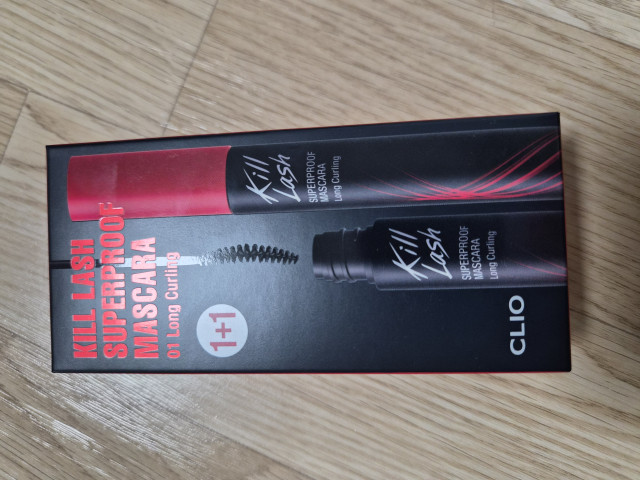 KILL LASH
SUPERPROOF
MASCARA
01 Long Curling
1+1
Kill
Lash
SUPERPROOF
MASCARA
Long Curling
Kill
Lash
SUPERPROOF
MASCARA
Long Curling
CLIO